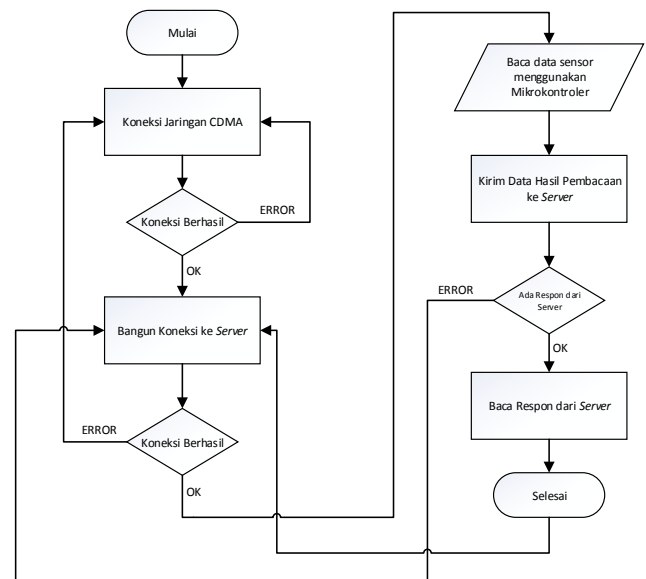 Mulai
Koneksi Jaringan CDMA
Koneksi Berhasil
ERROR
OK
Bangun Koneksi ke Server
Koneksi Berhasil
ERROR
OK
Baca data sensor
menggunakan
Mikrokontroler
Kirim Data Hasil Pembacaan
ke Server
Ada Respon dari
Server
ERROR
OK
Baca Respon dari Server
Selesai